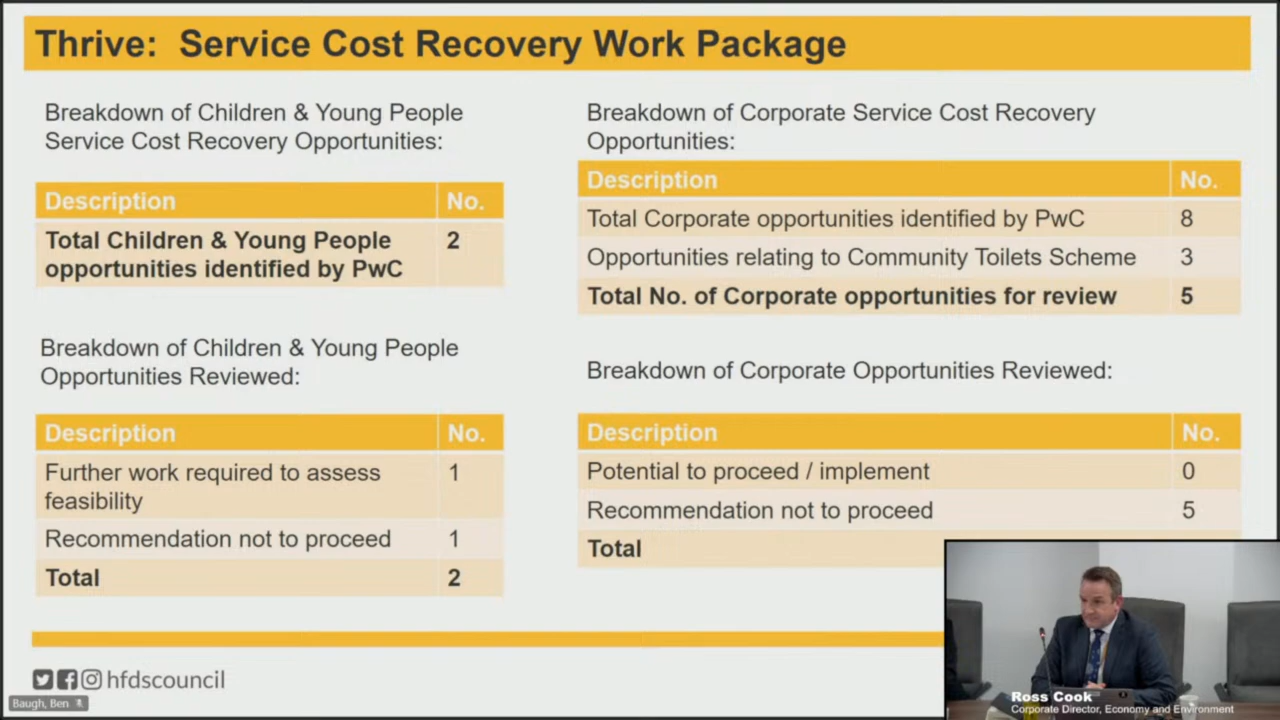 Thrive: Service Cost Recovery Work Package
Breakdown of Children & Young People
Service Cost Recovery Opportunities:
Description No.
Total Children & Young People 2
opportunities identified by PwC
Breakdown of Children & Young People
Opportunities Reviewed:
Description No.
Further work required to assess 1
feasibility
Recommendation not to proceed 1
Total 2
Breakdown of Corporate Service Cost Recovery
Opportunities:
Description No.
Total Corporate opportunities identified by PwC 8
Opportunities relating to Community Toilets Scheme 3
Total No. of Corporate opportunities for review 5
Breakdown of Corporate Opportunities Reviewed:
Description No.
Potential to proceed / implement 0
Recommendation not to proceed 5
Total
hfdscouncil
Baugh, Ben
Ross Cook
Corporate Director, Economy and Environment